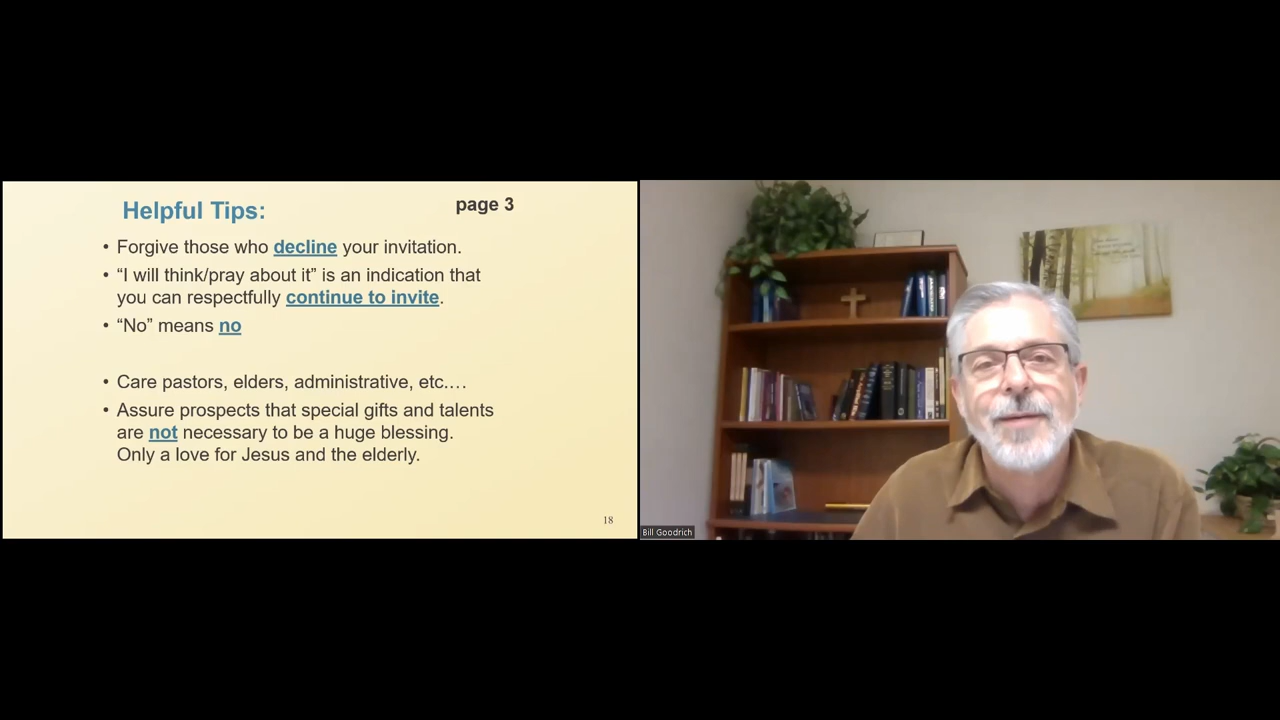 Helpful Tips:
page 3
• Forgive those who decline your invitation.
• “I will think/pray about it” is an indication that
you can respectfully continue to invite.
• “No” means no
• Care pastors, elders, administrative, etc.…
• Assure prospects that special gifts and talents
are not necessary to be a huge blessing.
Only a love for Jesus and the elderly.
18
Bill Goodrich